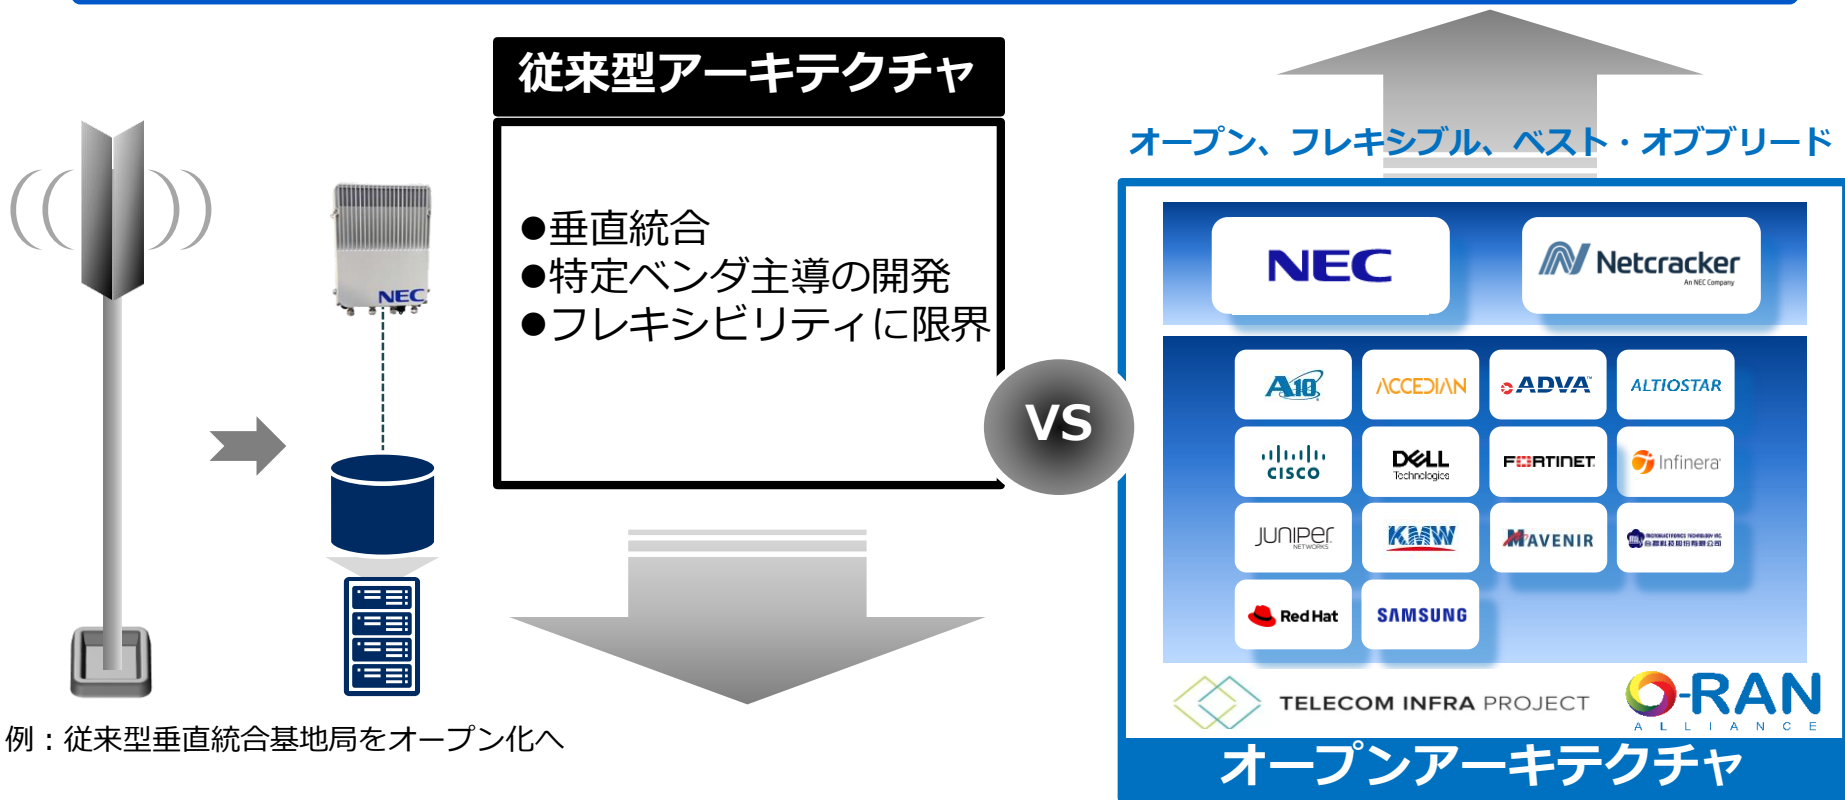 従来型アーキテクチャ
●垂直統合
●特定ベンダ主導の開発
●フレキシビリティに限界
NEC
例：従来型垂直統合基地局をオープン化へ
VS
オープン、フレキシブル、ベスト・オブブリード
NEC
Netcracker
An NEC Company
A10
ACCEDIAN
ADVA™
ALTIOSTAR
CISCO
DELL
Technologies
FORTINET
Infinera
JUNIPER
NETWORKS
KMW
MAVENIR
MICROELECTRONICS TECHNOLOGY INC.
Red Hat
SAMSUNG
TELECOM INFRA PROJECT
O-RAN
ALLIANCE
オープンアーキテクチャ